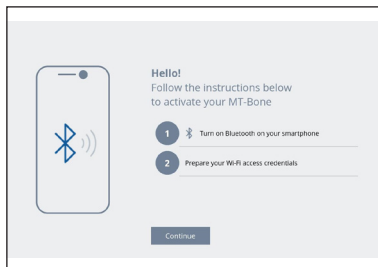 Hello!
Follow the instructions below
to activate your MT-Bone
1 Turn on Bluetooth on your smartphone
2 Prepare your Wi-Fi access credentials
Continue